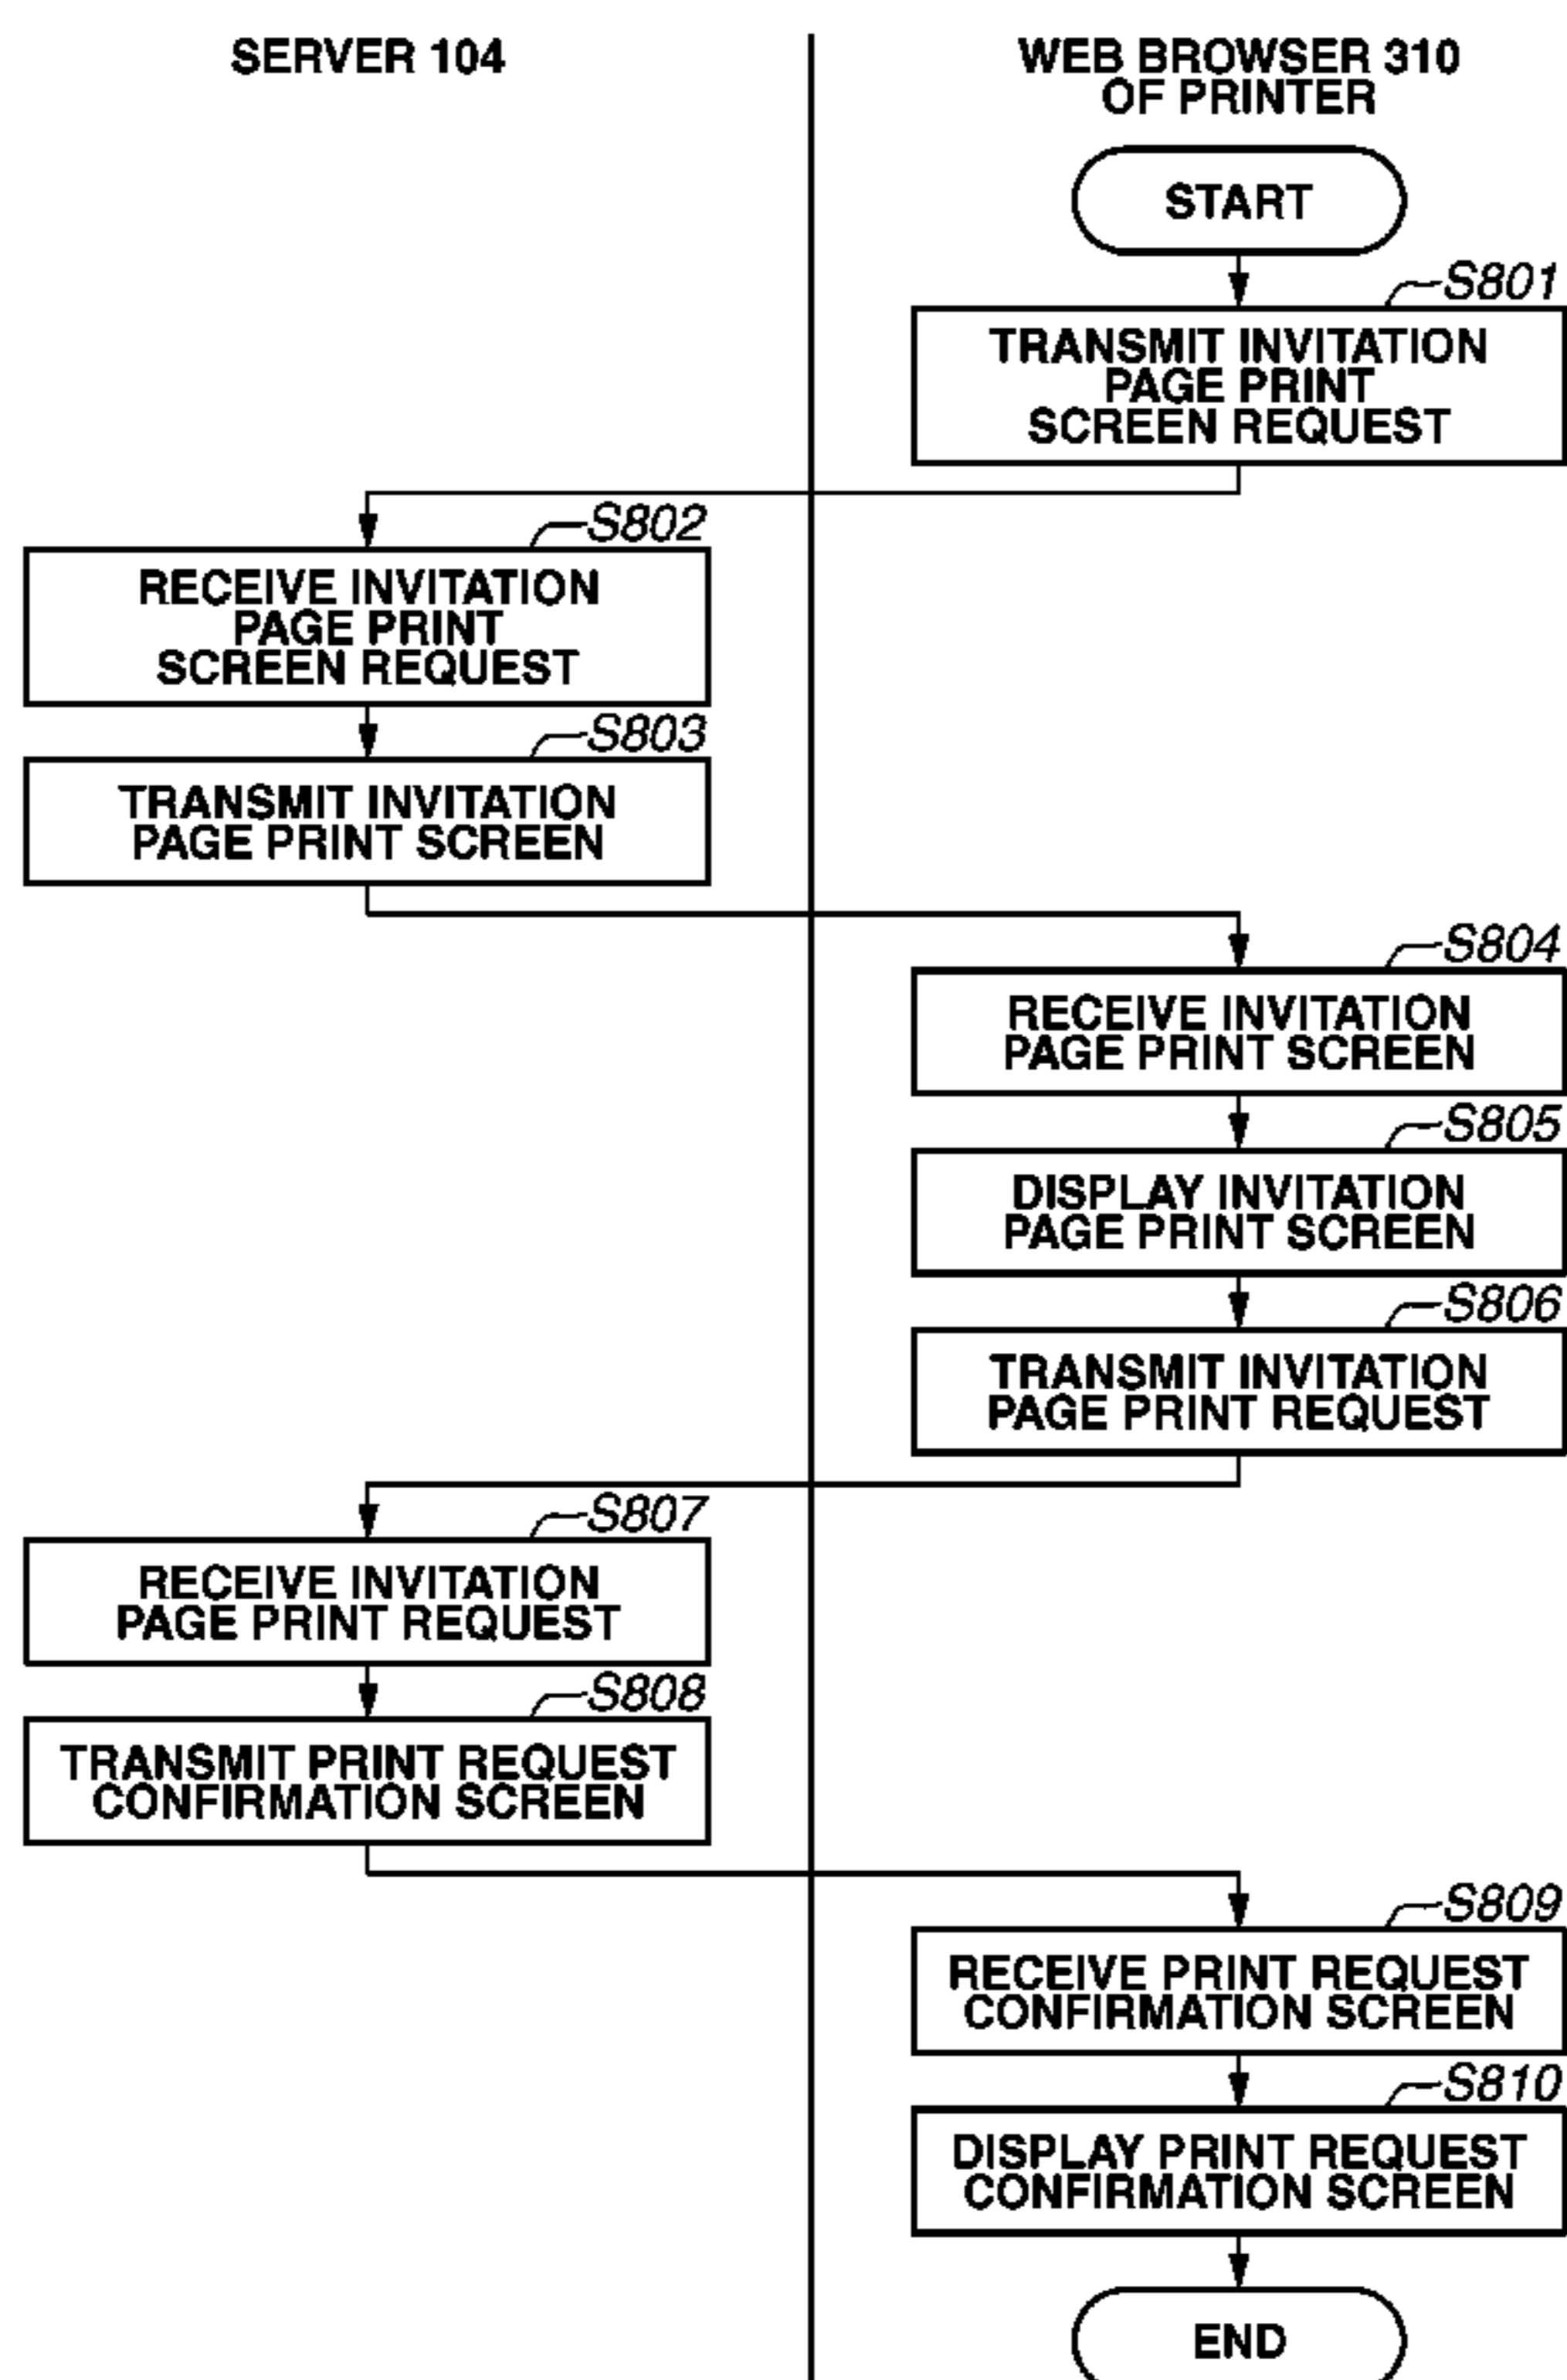 SERVER 104
WEB BROWSER 310
OF PRINTER
START
S801
TRANSMIT INVITATION
PAGE PRINT
SCREEN REQUEST
S802
RECEIVE INVITATION
PAGE PRINT
SCREEN REQUEST
S803
TRANSMIT INVITATION
PAGE PRINT SCREEN
S804
RECEIVE INVITATION
PAGE PRINT SCREEN
S805
DISPLAY INVITATION
PAGE PRINT SCREEN
S806
TRANSMIT INVITATION
PAGE PRINT REQUEST
S807
RECEIVE INVITATION
PAGE PRINT REQUEST
S808
TRANSMIT PRINT REQUEST
CONFIRMATION SCREEN
S809
RECEIVE PRINT REQUEST
CONFIRMATION SCREEN
S810
DISPLAY PRINT REQUEST
CONFIRMATION SCREEN
END